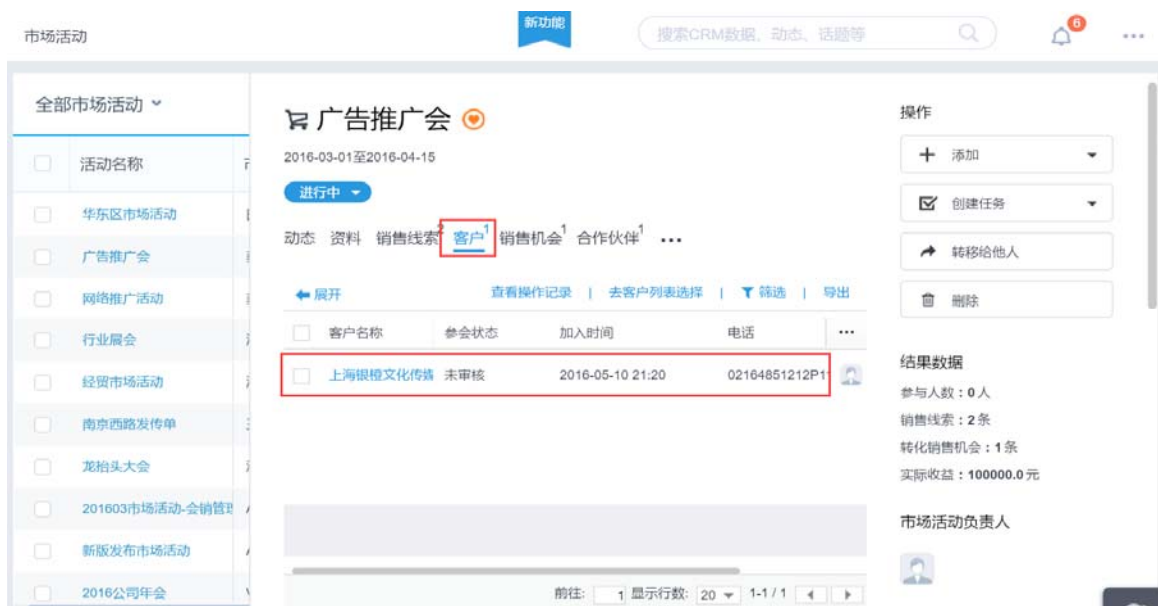 市场活动
新功能
搜索CRM数据、动态、话题等
6
全部市场活动
活动名称
华东区市场活动
广告推广会
网络推广活动
行业展会
经贸市场活动
南京西路发传单
龙抬头大会
201603市场活动-会销管理
新版发布市场活动
2016公司年会
广告推广会
2016-03-01至2016-04-15
进行中
动态 资料 销售线索2 客户1 销售机会1 合作伙伴1 ...
展开 查看操作记录 | 去客户列表选择 | 筛选 | 导出
客户名称 参会状态 加入时间 电话 ...
上海银橙文化传媒 未审核 2016-05-10 21:20 02164851212P1
前往: 1 显示行数: 20 1-1 / 1
操作
添加
创建任务
转移给他人
删除
结果数据
参与人数：0 人
销售线索：2 条
转化销售机会：1 条
实际收益：100000.0 元
市场活动负责人